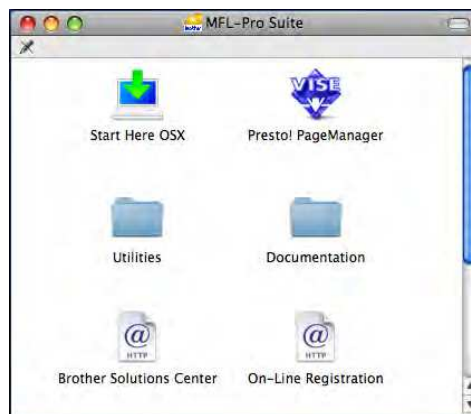 MFL-Pro Suite
Start Here OSX
VISE
Presto! PageManager
Utilities
Documentation
@
HTTP
@
HTTP
Brother Solutions Center
On-Line Registration